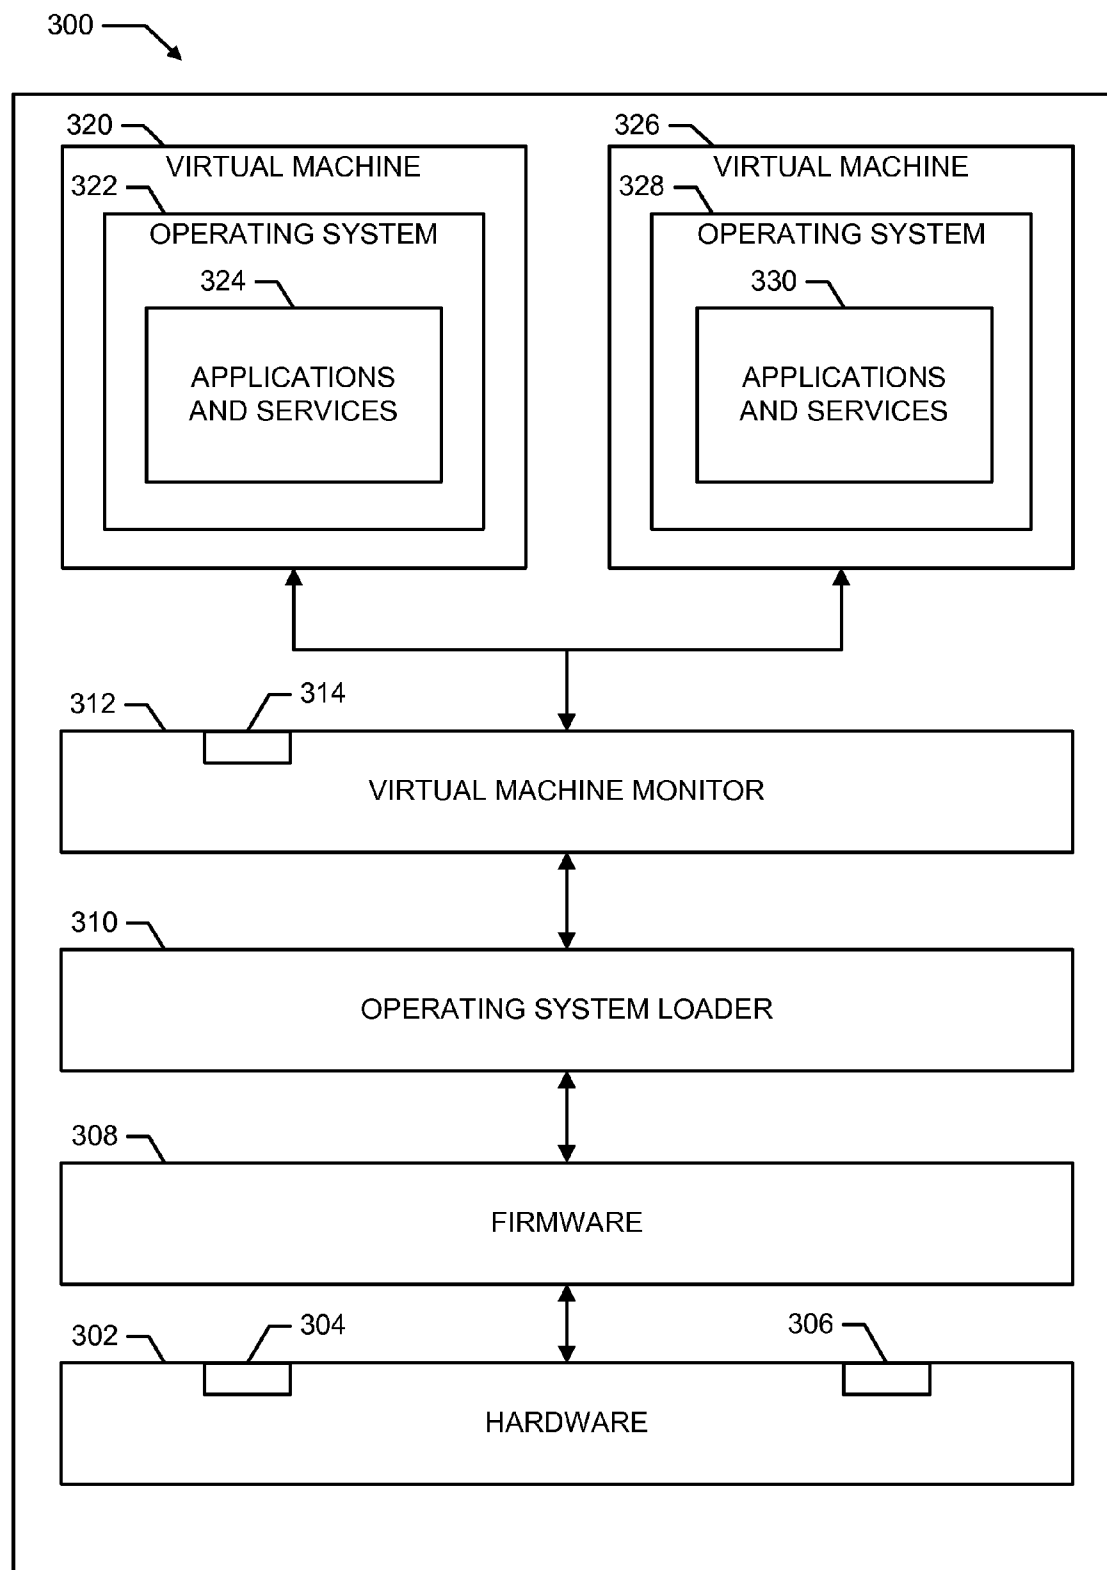 300
320
VIRTUAL MACHINE
322
OPERATING SYSTEM
324
APPLICATIONS
AND SERVICES
326
VIRTUAL MACHINE
328
OPERATING SYSTEM
330
APPLICATIONS
AND SERVICES
312
314
VIRTUAL MACHINE MONITOR
310
OPERATING SYSTEM LOADER
308
FIRMWARE
302
304
306
HARDWARE